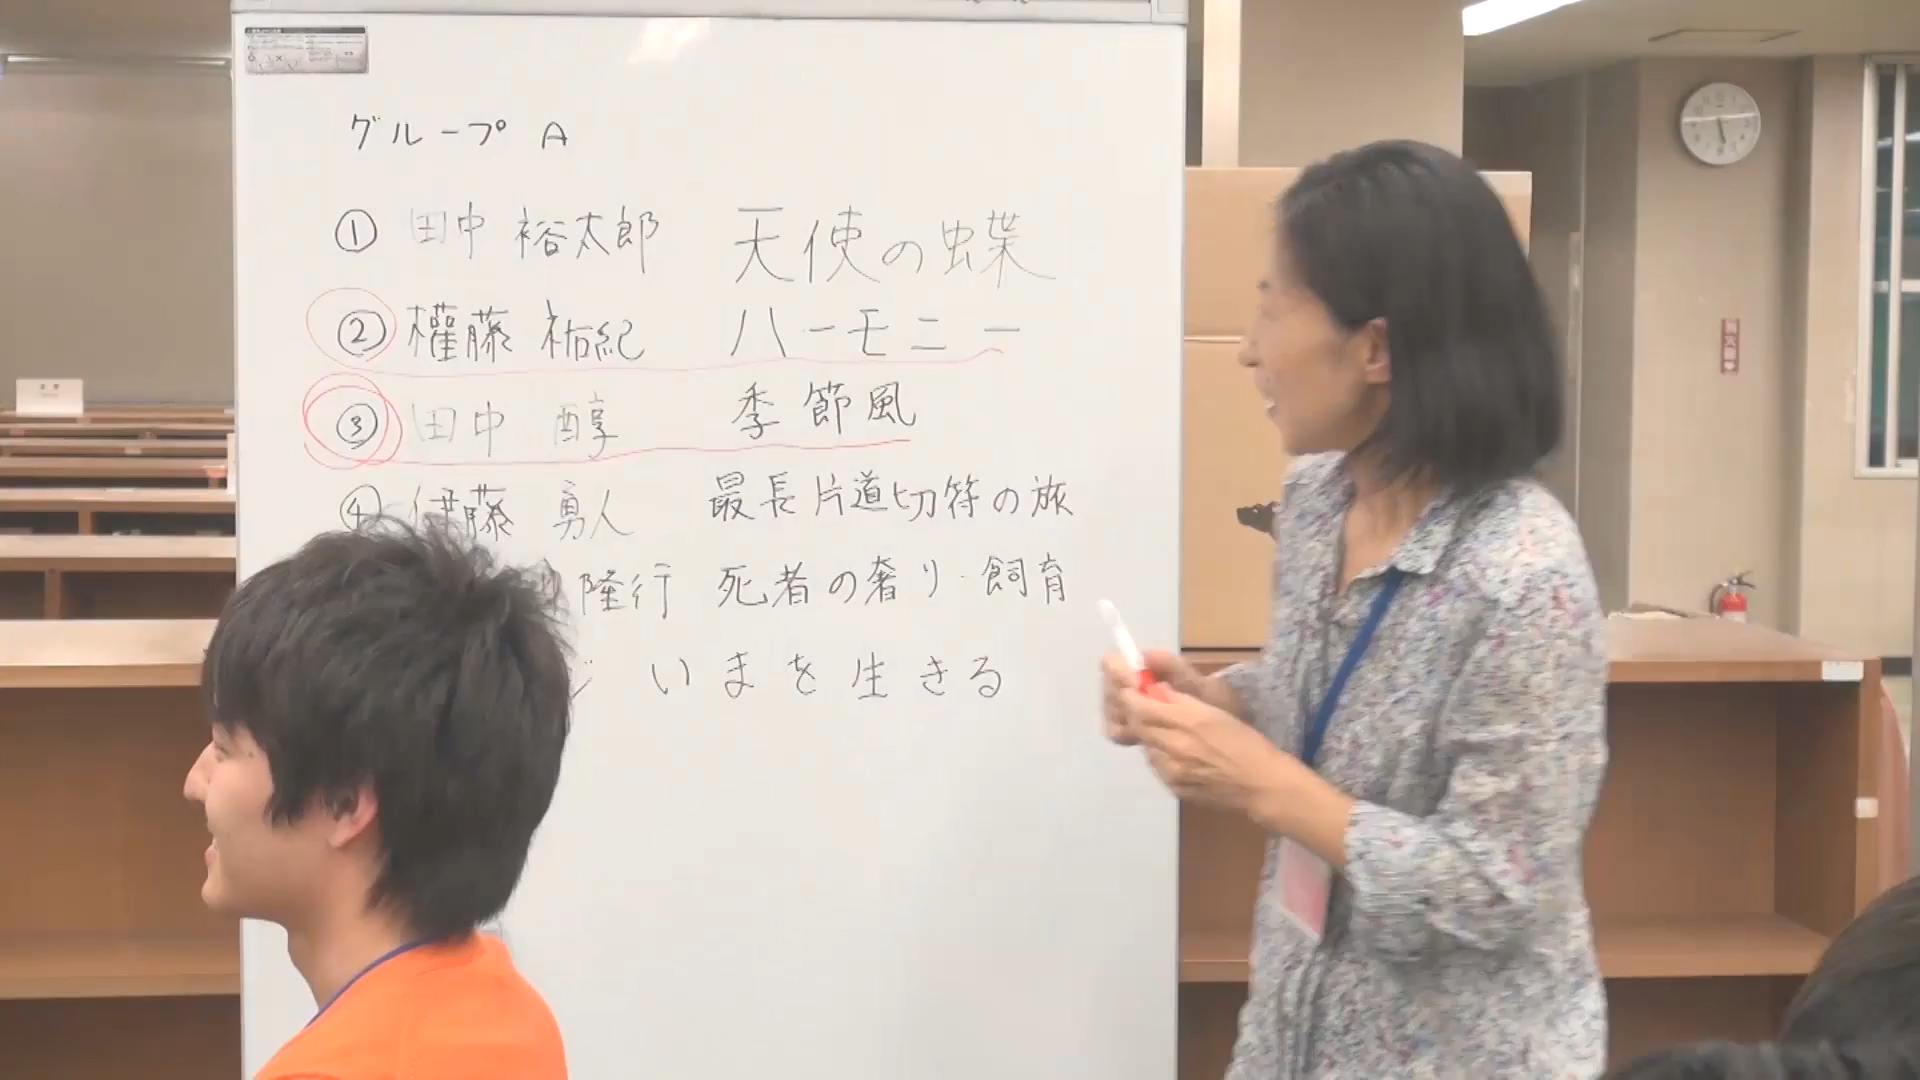 グループ A
① 田中 裕太郎 天使の蝶
② 權藤 祐紀 ハーモニー
③ 田中 醇 季節風
④ 伊藤 勇人 最長片道切符の旅
隆行 死者の奢り・飼育
いまを生きる